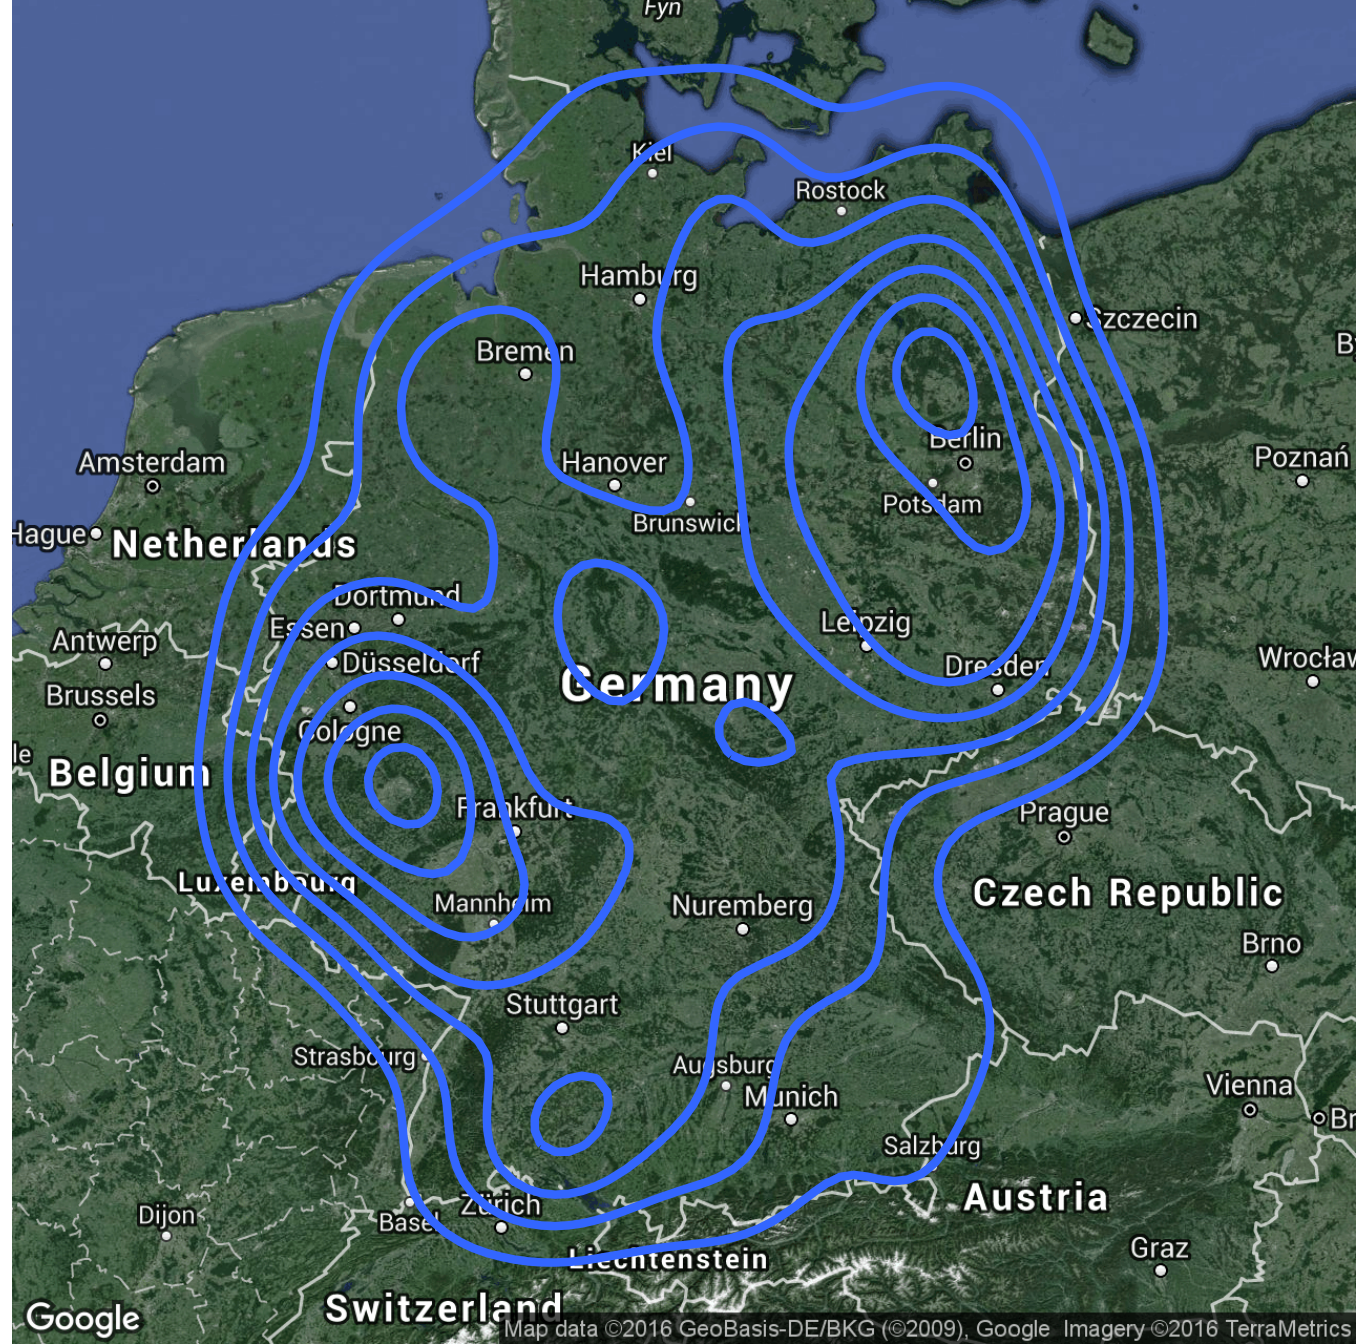 Fyn
Kiel
Rostock
Hamburg
Szczecin
Bremen
Berlin
Amsterdam
Hanover
Poznań
Potsdam
Brunswick
Hague
Netherlands
Dortmund
Essen
Leipzig
Antwerp
Düsseldorf
Dresden
Wrocław
Brussels
Germany
Cologne
Belgium
Frankfurt
Prague
Luxembourg
Mannheim
Nuremberg
Czech Republic
Brno
Stuttgart
Strasbourg
Augsburg
Munich
Vienna
Br
Salzburg
Zürich
Austria
Dijon
Basel
Liechtenstein
Graz
Switzerland
Google
Map data ©2016 GeoBasis-DE/BKG (©2009), Google Imagery ©2016 TerraMetrics